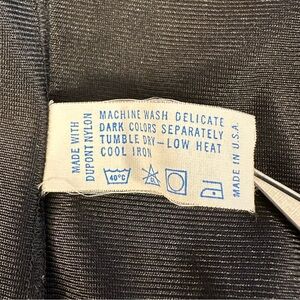 MADE WITH
DUPONT NYLON
MACHINE WASH DELICATE
DARK COLORS SEPARATELY
TUMBLE DRY—LOW HEAT
COOL IRON
40°C
MADE IN U.S.A.